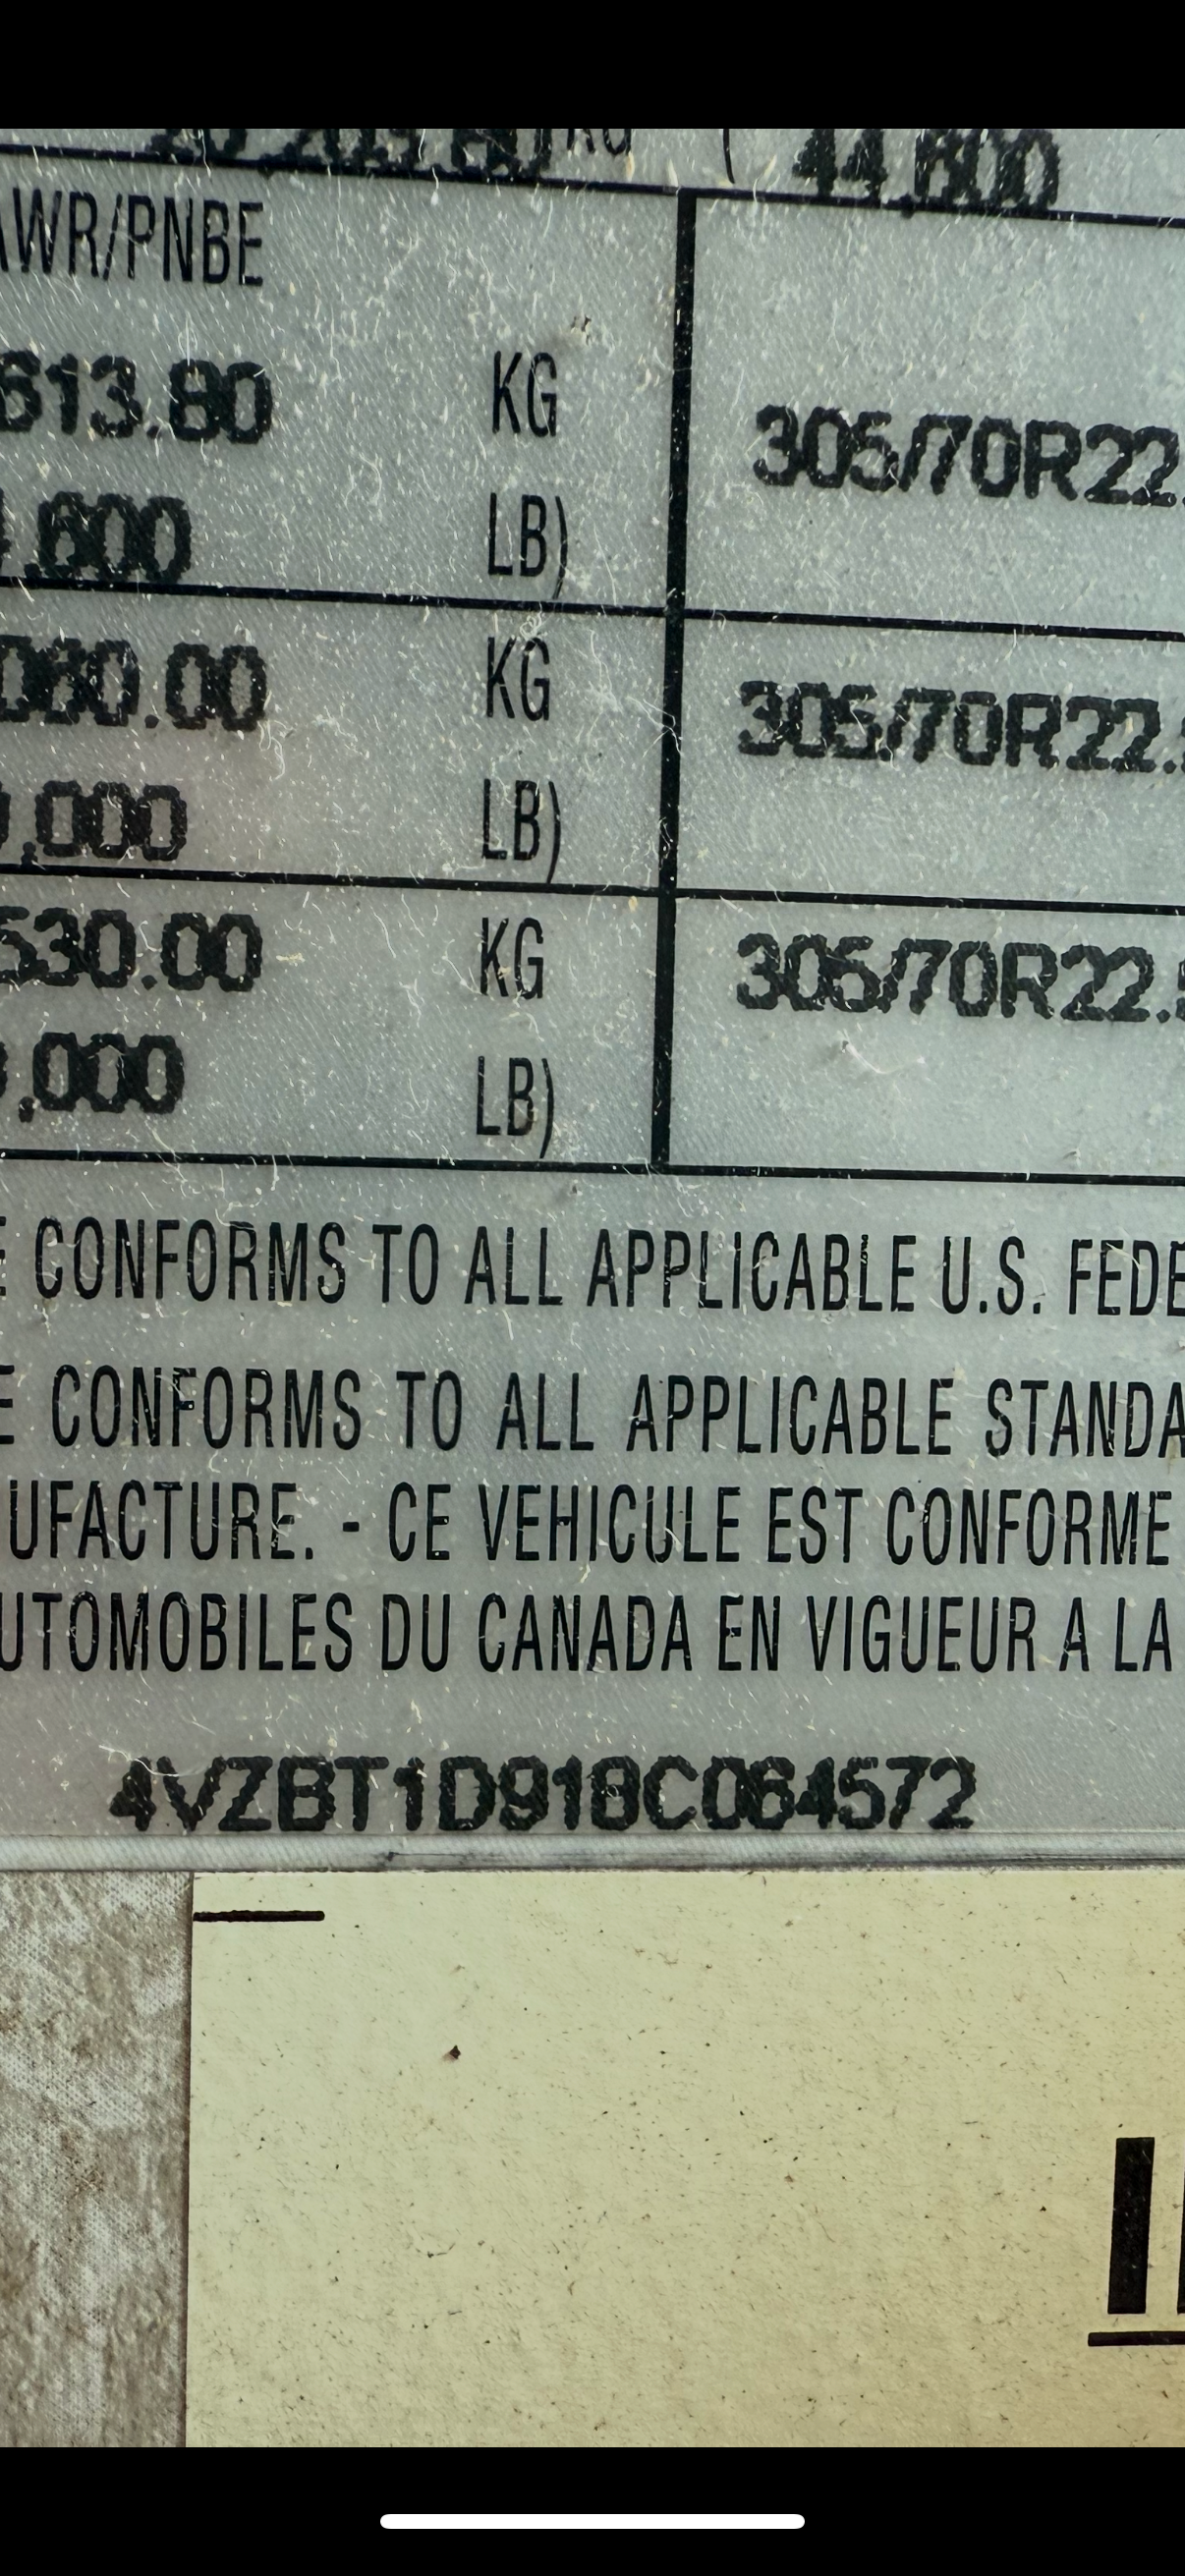 KG ( 44,600
AWR/PNBE
613.80 KG
305/70R22.
,600 LB)
080.00 KG
305/70R22.
,000 LB)
530.00 KG
305/70R22.
,000 LB)
E CONFORMS TO ALL APPLICABLE U.S. FEDE
E CONFORMS TO ALL APPLICABLE STANDA
UFACTURE. - CE VEHICULE EST CONFORME
UTOMOBILES DU CANADA EN VIGUEUR A LA
4VZBT1D918C064572